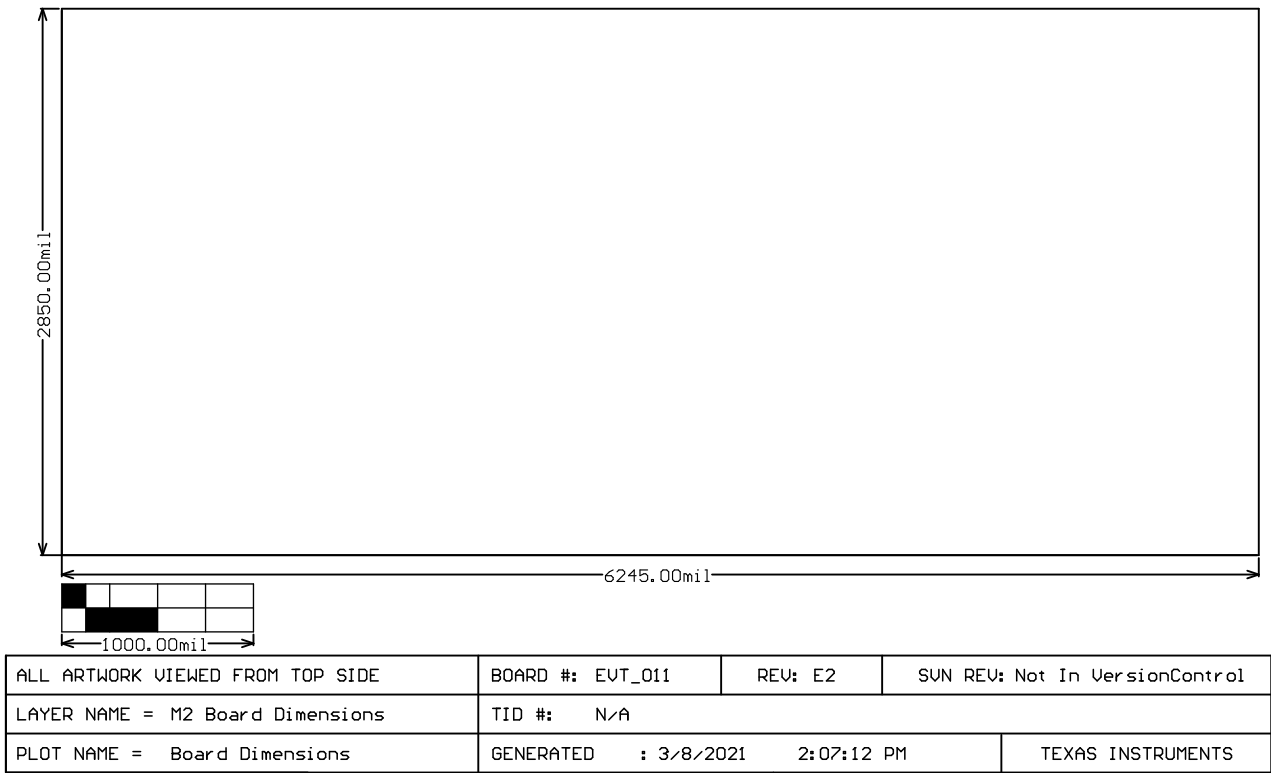 2850.00mil
6245.00mil
1000.00mil
ALL ARTWORK VIEWED FROM TOP SIDE
BOARD #: EVT_011
REV: E2
SVN REV: Not In VersionControl
LAYER NAME = M2 Board Dimensions
TID #: N/A
PLOT NAME = Board Dimensions
GENERATED : 3/8/2021 2:07:12 PM
TEXAS INSTRUMENTS